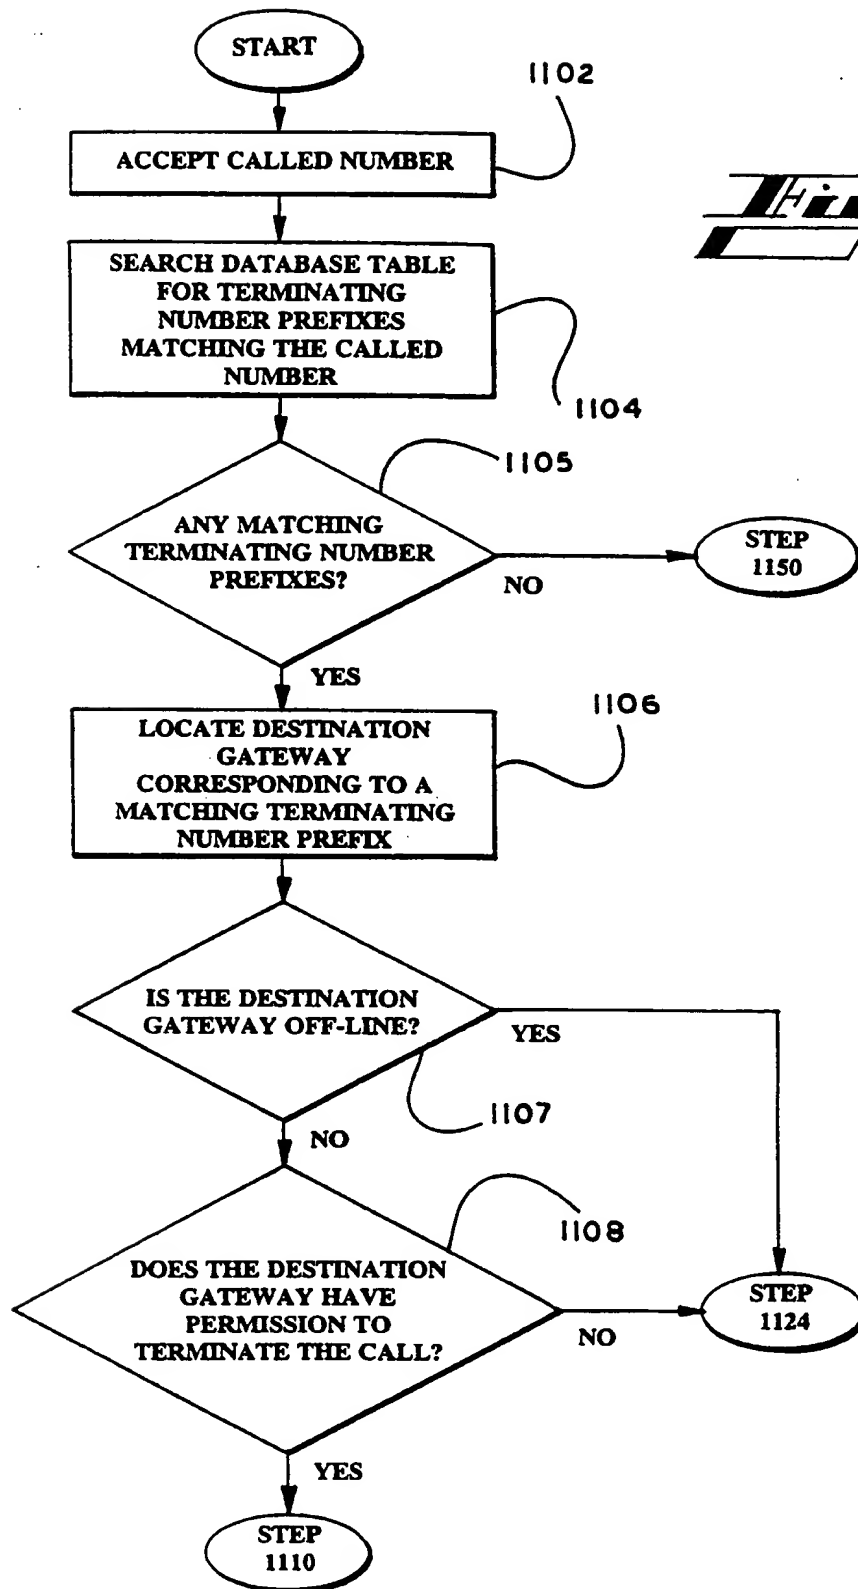 START
1102
ACCEPT CALLED NUMBER
SEARCH DATABASE TABLE
FOR TERMINATING
NUMBER PREFIXES
MATCHING THE CALLED
NUMBER
1104
1105
ANY MATCHING
TERMINATING NUMBER
PREFIXES?
NO
STEP
1150
YES
1106
LOCATE DESTINATION
GATEWAY
CORRESPONDING TO A
MATCHING TERMINATING
NUMBER PREFIX
IS THE DESTINATION
GATEWAY OFF-LINE?
YES
1107
NO
1108
DOES THE DESTINATION
GATEWAY HAVE
PERMISSION TO
TERMINATE THE CALL?
NO
STEP
1124
YES
STEP
1110